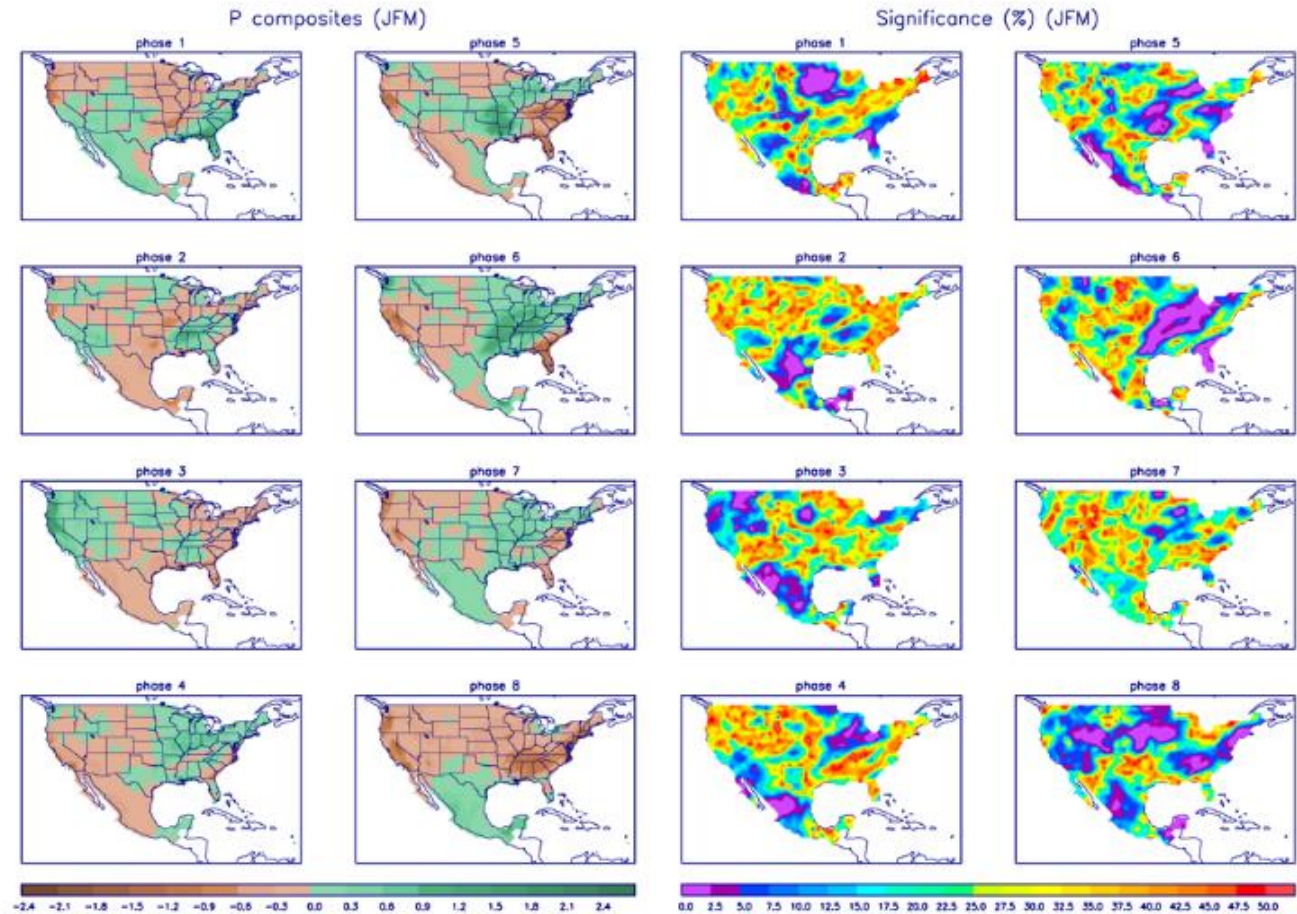 P composites (JFM)
Significance (%) (JFM)
phase 1
phase 5
phase 1
phase 5
phase 2
phase 6
phase 2
phase 6
phase 3
phase 7
phase 3
phase 7
phase 4
phase 8
phase 4
phase 8
−2.4 −2.1 −1.8 −1.5 −1.2 −0.9 −0.6 −0.3 0.0 0.3 0.6 0.9 1.2 1.5 1.8 2.1 2.4
0.0 2.5 5.0 7.5 10.0 12.5 15.0 17.5 20.0 22.5 25.0 27.5 30.0 32.5 35.0 37.5 40.0 42.5 45.0 47.5 50.0